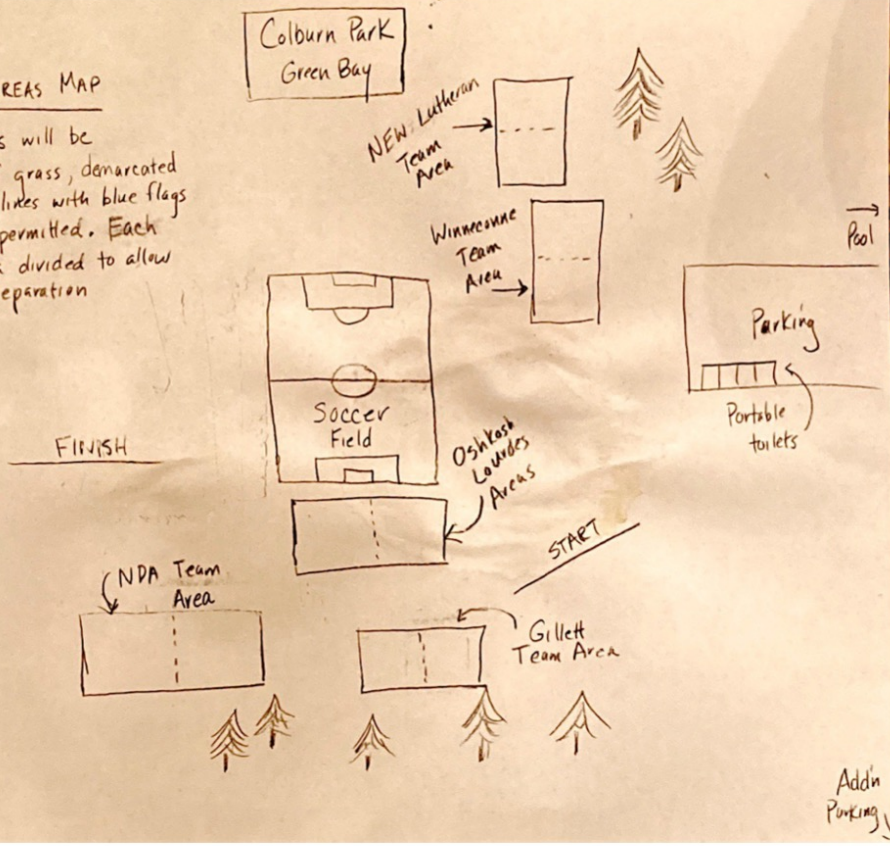 Colburn Park
Green Bay
REAS MAP
s will be
grass, demarcated
lines with blue flags
permitted. Each
divided to allow
eparation
NEW Lutheran
Team
Area
Winneconne
Team
Area
Pool
Parking
Portable
toilets
Soccer
Field
FINISH
Oshkosh
Lourdes
Areas
START
NDA Team
Area
Gillett
Team Area
Add'n
Parking